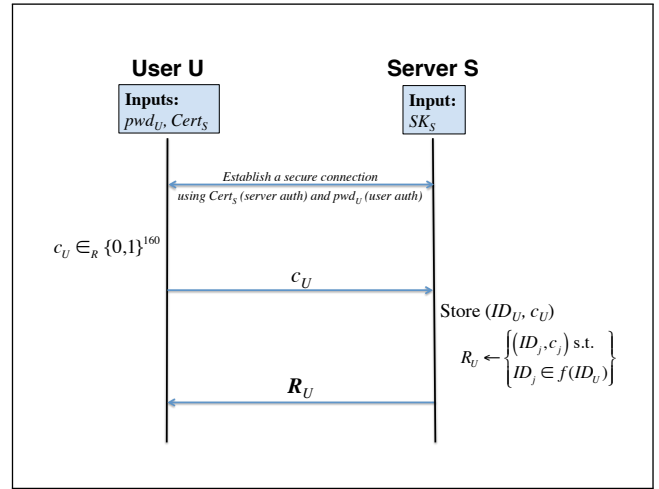 User U
Server S
Inputs:
pwd_U, Cert_S
Input:
SK_S
Establish a secure connection
using Cert_S (server auth) and pwd_U (user auth)
c_U ∈_R {0,1}^160
c_U
Store (ID_U, c_U)
R_U ← { (ID_j, c_j) s.t.
ID_j ∈ f(ID_U) }
R_U